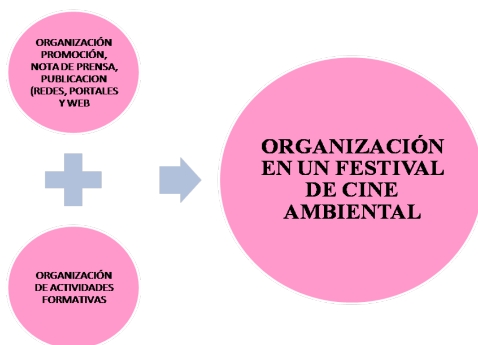 ORGANIZACIÓN
PROMOCIÓN,
NOTA DE PRENSA,
PUBLICACION
(REDES, PORTALES
Y WEB
ORGANIZACIÓN
DE ACTIVIDADES
FORMATIVAS
ORGANIZACIÓN
EN UN FESTIVAL
DE CINE
AMBIENTAL